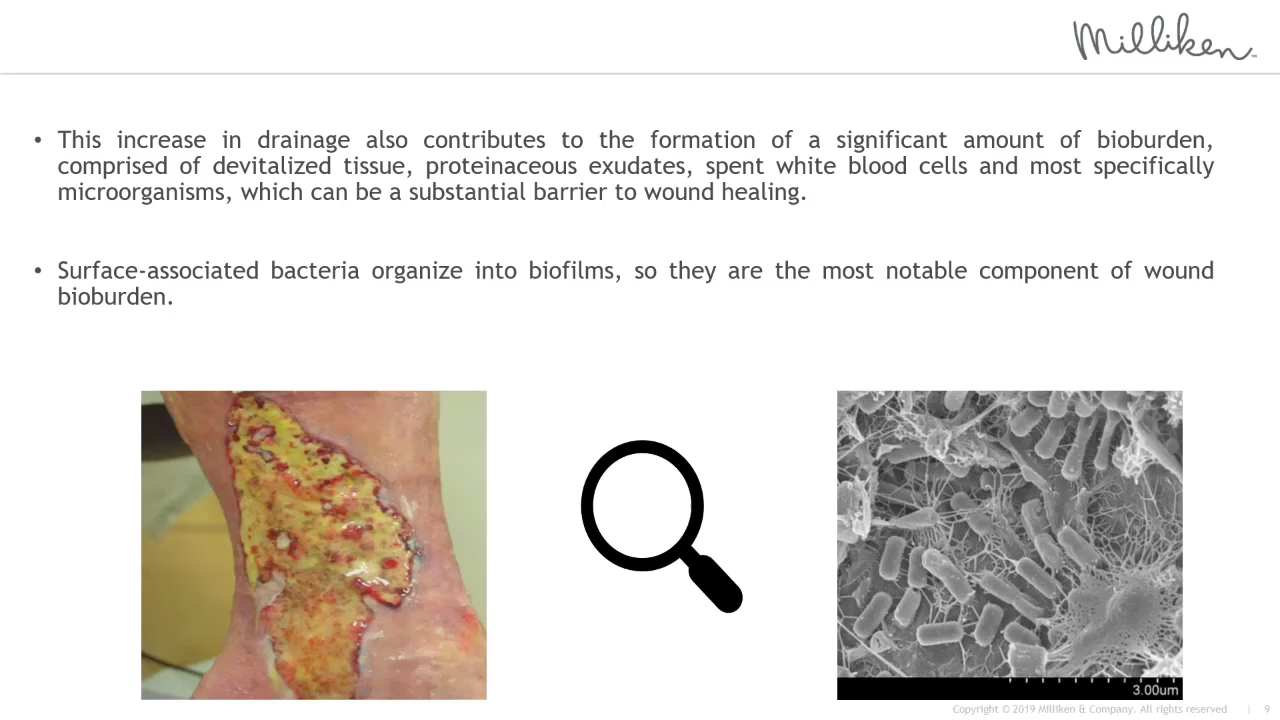 Milliken™
• This increase in drainage also contributes to the formation of a significant amount of bioburden,
comprised of devitalized tissue, proteinaceous exudates, spent white blood cells and most specifically
microorganisms, which can be a substantial barrier to wound healing.
• Surface-associated bacteria organize into biofilms, so they are the most notable component of wound
bioburden.
3.00um
Copyright © 2019 Milliken & Company. All rights reserved | 9